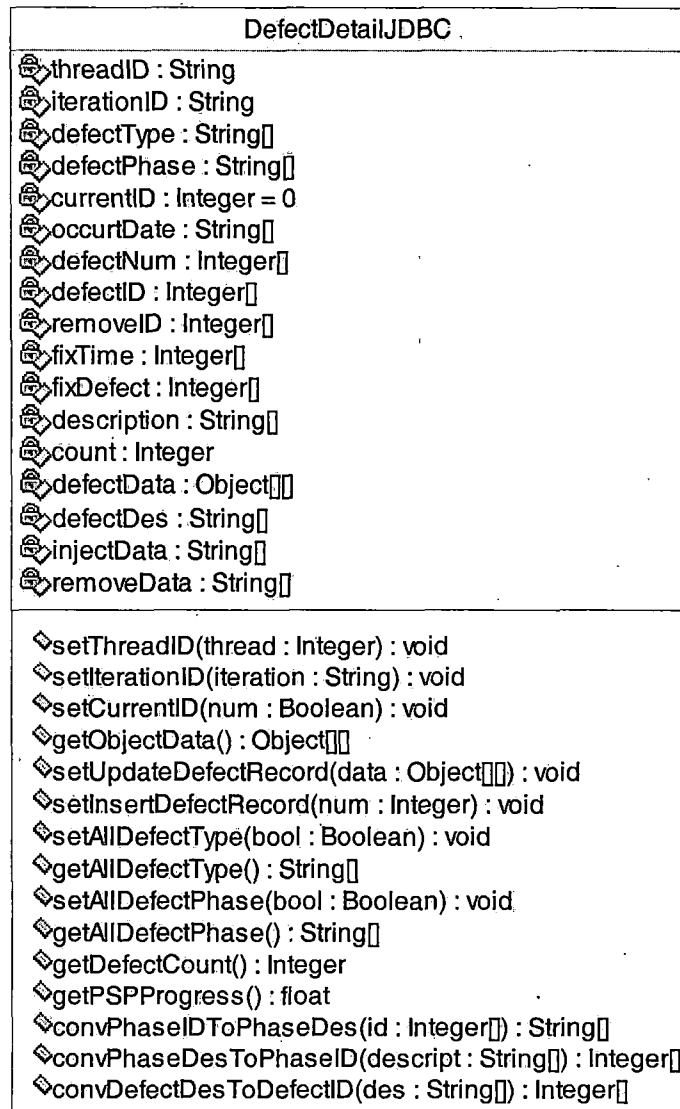 DefectDetailJDBC
threadID : String
iterationID : String
defectType : String[]
defectPhase : String[]
currentID : Integer = 0
occurtDate : String[]
defectNum : Integer[]
defectID : Integer[]
removeID : Integer[]
fixTime : Integer[]
fixDefect : Integer[]
description : String[]
count : Integer
defectData : Object[][]
defectDes : String[]
injectData : String[]
removeData : String[]
setThreadID(thread : Integer) : void
setIterationID(iteration : String) : void
setCurrentID(num : Boolean) : void
getObjectData() : Object[][]
setUpdateDefectRecord(data : Object[][]) : void
setInsertDefectRecord(num : Integer) : void
setAllDefectType(bool : Boolean) : void
getAllDefectType() : String[]
setAllDefectPhase(bool : Boolean) : void
getAllDefectPhase() : String[]
getDefectCount() : Integer
getPSPProgress() : float
convPhaseIDToPhaseDes(id : Integer[]) : String[]
convPhaseDesToPhaseID(descript : String[]) : Integer[]
convDefectDesToDefectID(des : String[]) : Integer[]